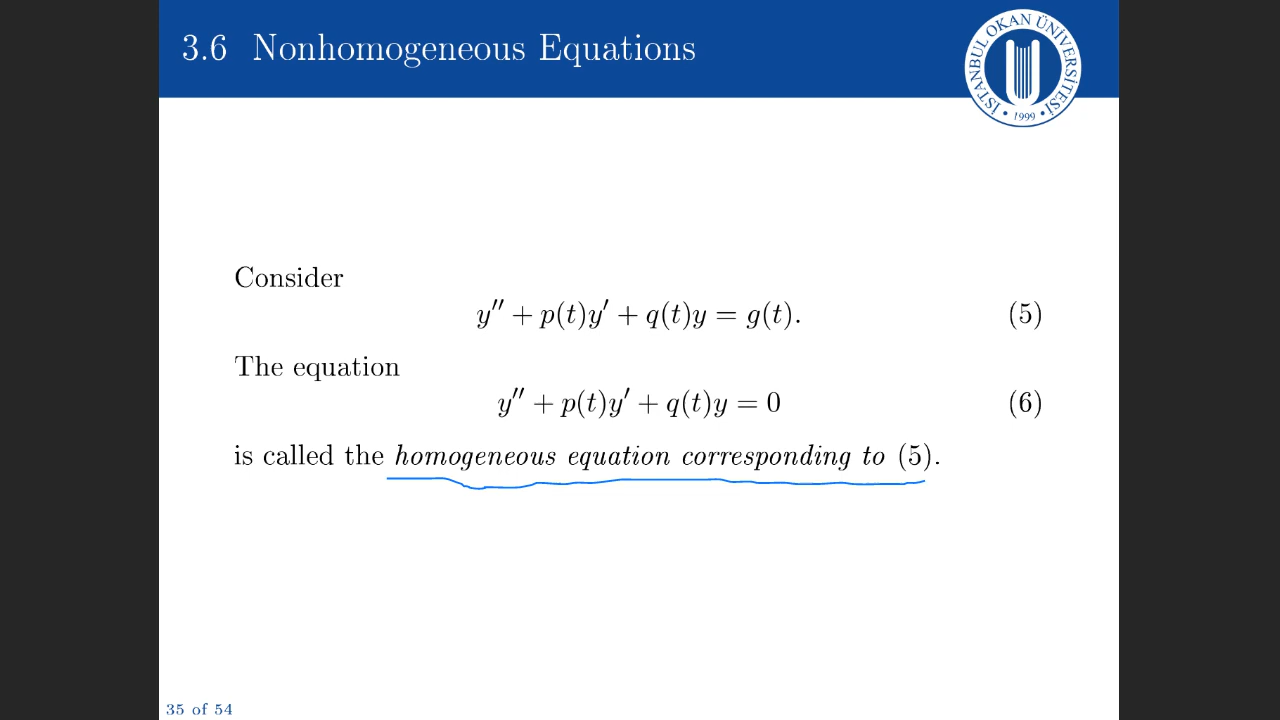 3.6 Nonhomogeneous Equations
İSTANBUL OKAN ÜNİVERSİTESİ
• 1999 •
Consider
y′′ + p(t)y′ + q(t)y = g(t). (5)
The equation
y′′ + p(t)y′ + q(t)y = 0 (6)
is called the homogeneous equation corresponding to (5).
35 of 54